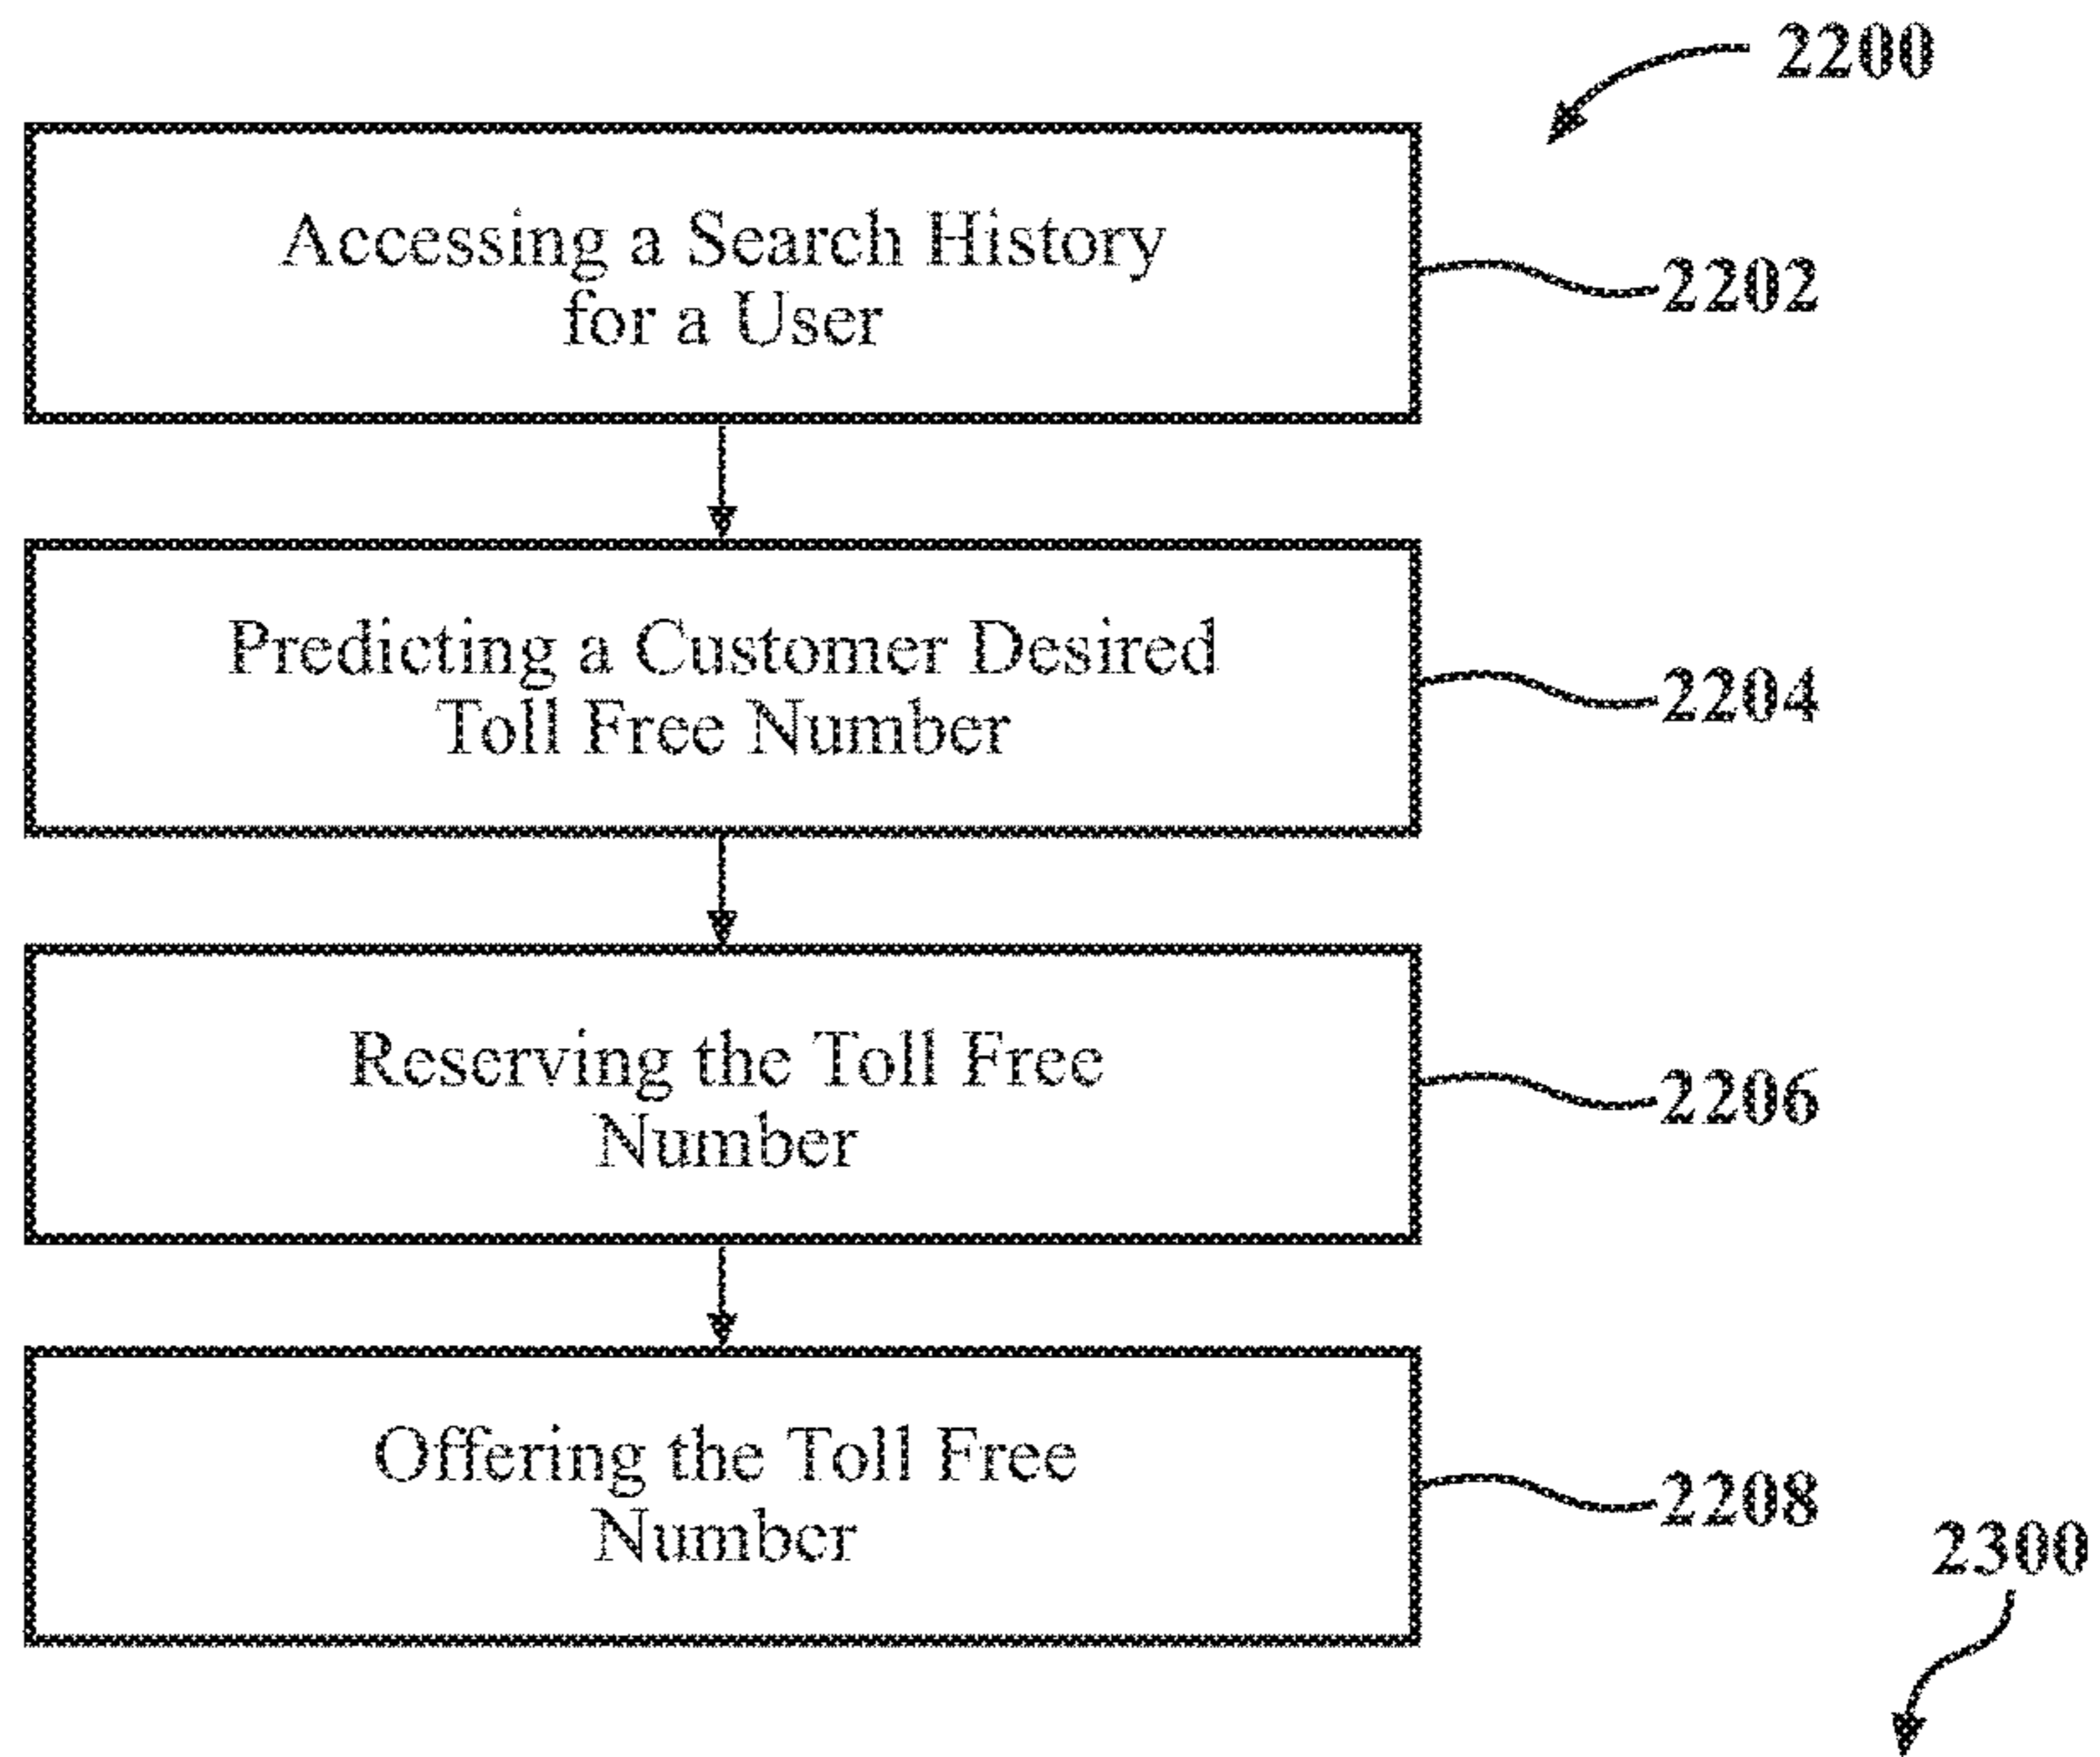 2200
Accessing a Search History
for a User
2202
Predicting a Customer Desired
Toll Free Number
2204
Reserving the Toll Free
Number
2206
Offering the Toll Free
Number
2208
2300